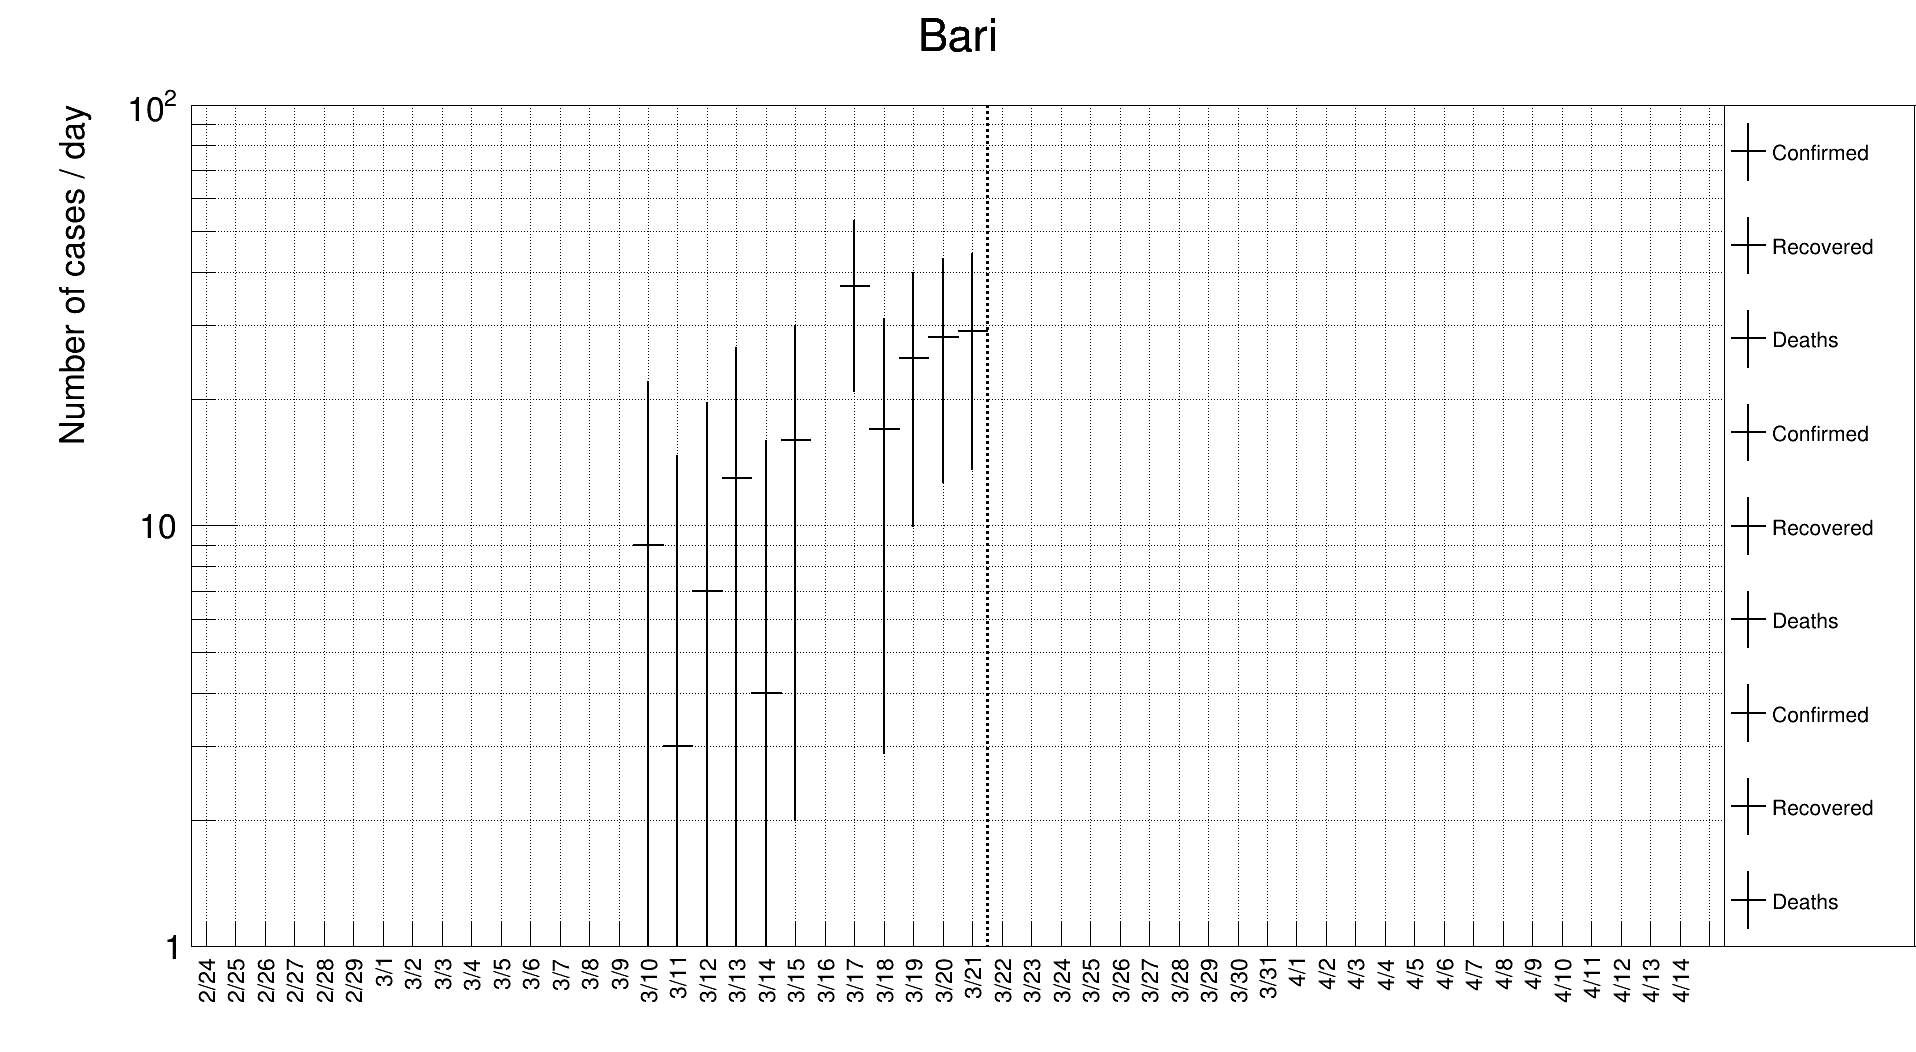 Bari
Number of cases / day
10²
10
1
2/24 2/25 2/26 2/27 2/28 2/29 3/1 3/2 3/3 3/4 3/5 3/6 3/7 3/8 3/9 3/10 3/11 3/12 3/13 3/14 3/15 3/16 3/17 3/18 3/19 3/20 3/21 3/22 3/23 3/24 3/25 3/26 3/27 3/28 3/29 3/30 3/31 4/1 4/2 4/3 4/4 4/5 4/6 4/7 4/8 4/9 4/10 4/11 4/12 4/13 4/14
Confirmed
Recovered
Deaths
Confirmed
Recovered
Deaths
Confirmed
Recovered
Deaths